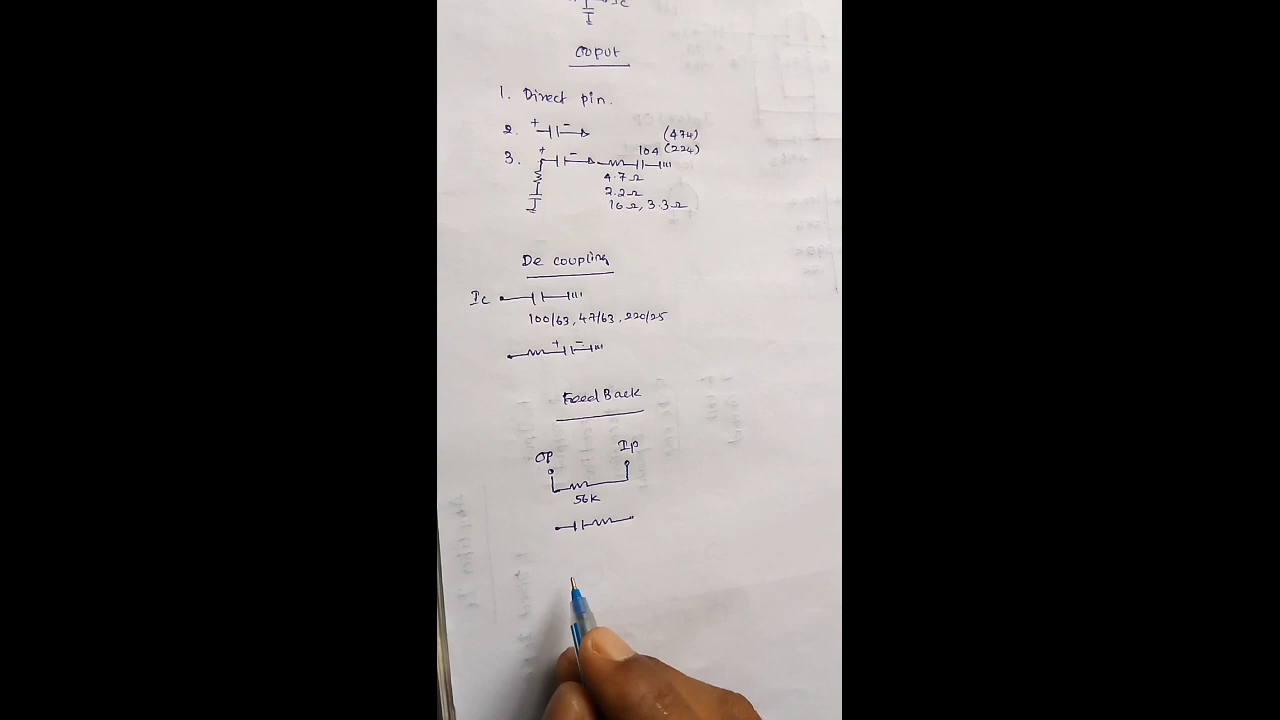 output
1. Direct pin.
2. + -
(474)
3. + - 104 (224)
4.7Ω
2.2Ω
10Ω, 3.3Ω
De coupling
Ic
100/63, 47/63, 220/25
+ -
Feed Back
OP IP
56K